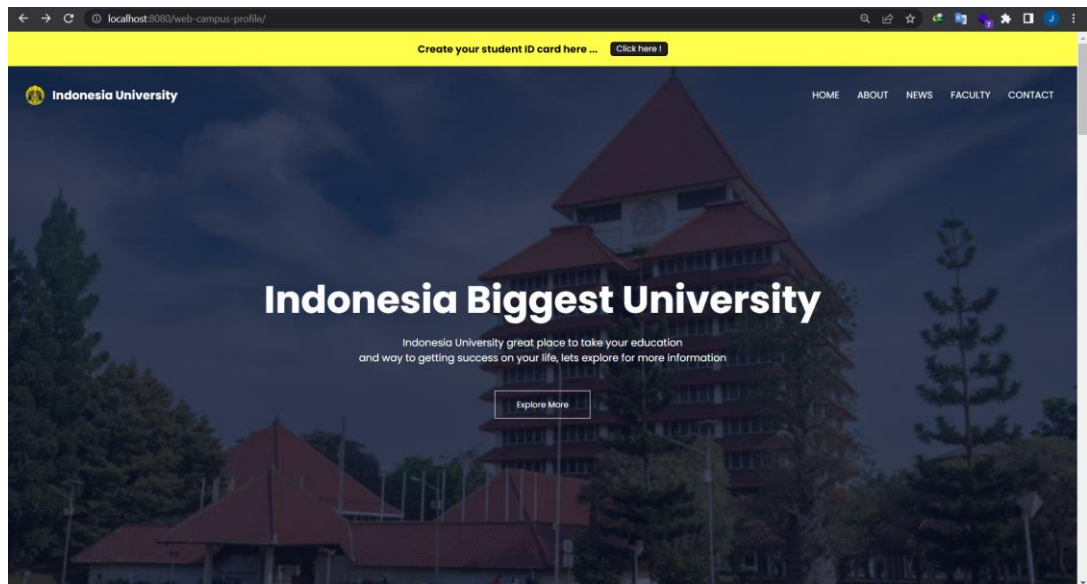 localhost:8080/web-campus-profile/
7
J
Create your student ID card here ... Click here !
Indonesia University
HOME ABOUT NEWS FACULTY CONTACT
Indonesia Biggest University
Indonesia University great place to take your education
and way to getting success on your life, lets explore for more information
Explore More